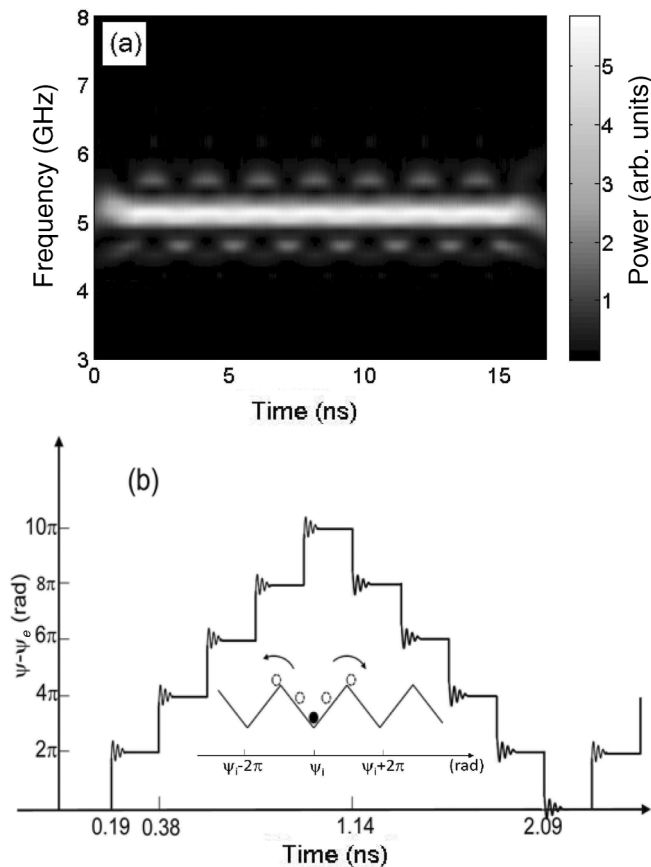 (a)
Frequency (GHz)
8
7
6
5
4
3
0
5
10
15
Time (ns)
5
4
3
2
1
Power (arb. units)
(b)
ψ-ψe (rad)
10π
8π
6π
4π
2π
ψi-2π
ψi
ψi+2π
(rad)
0.19
0.38
1.14
2.09
Time (ns)